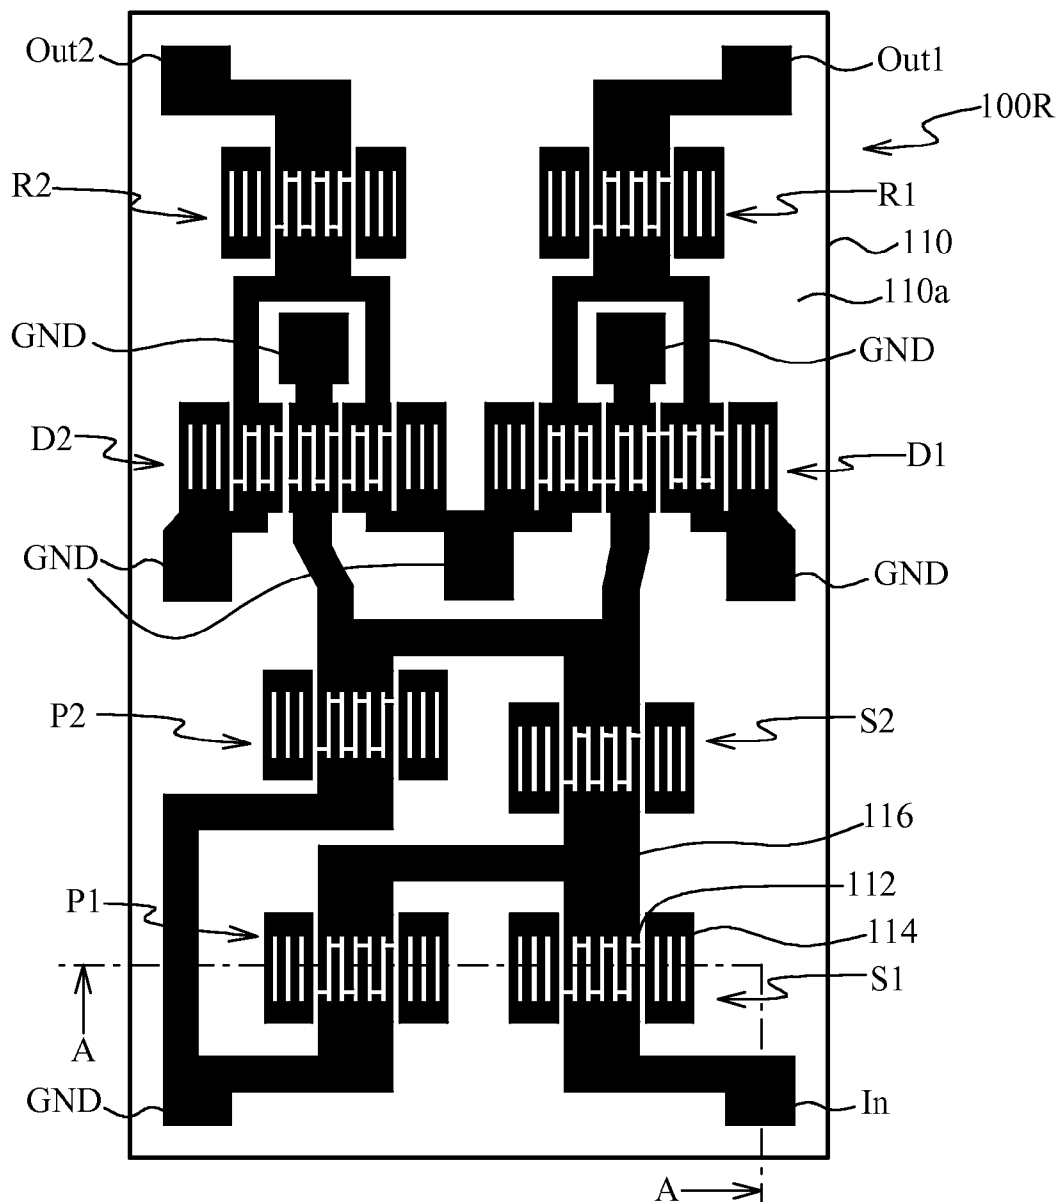 Out2
Out1
100R
R2
R1
110
110a
GND
GND
D2
D1
GND
GND
P2
S2
116
P1
112
114
S1
A
GND
In
A